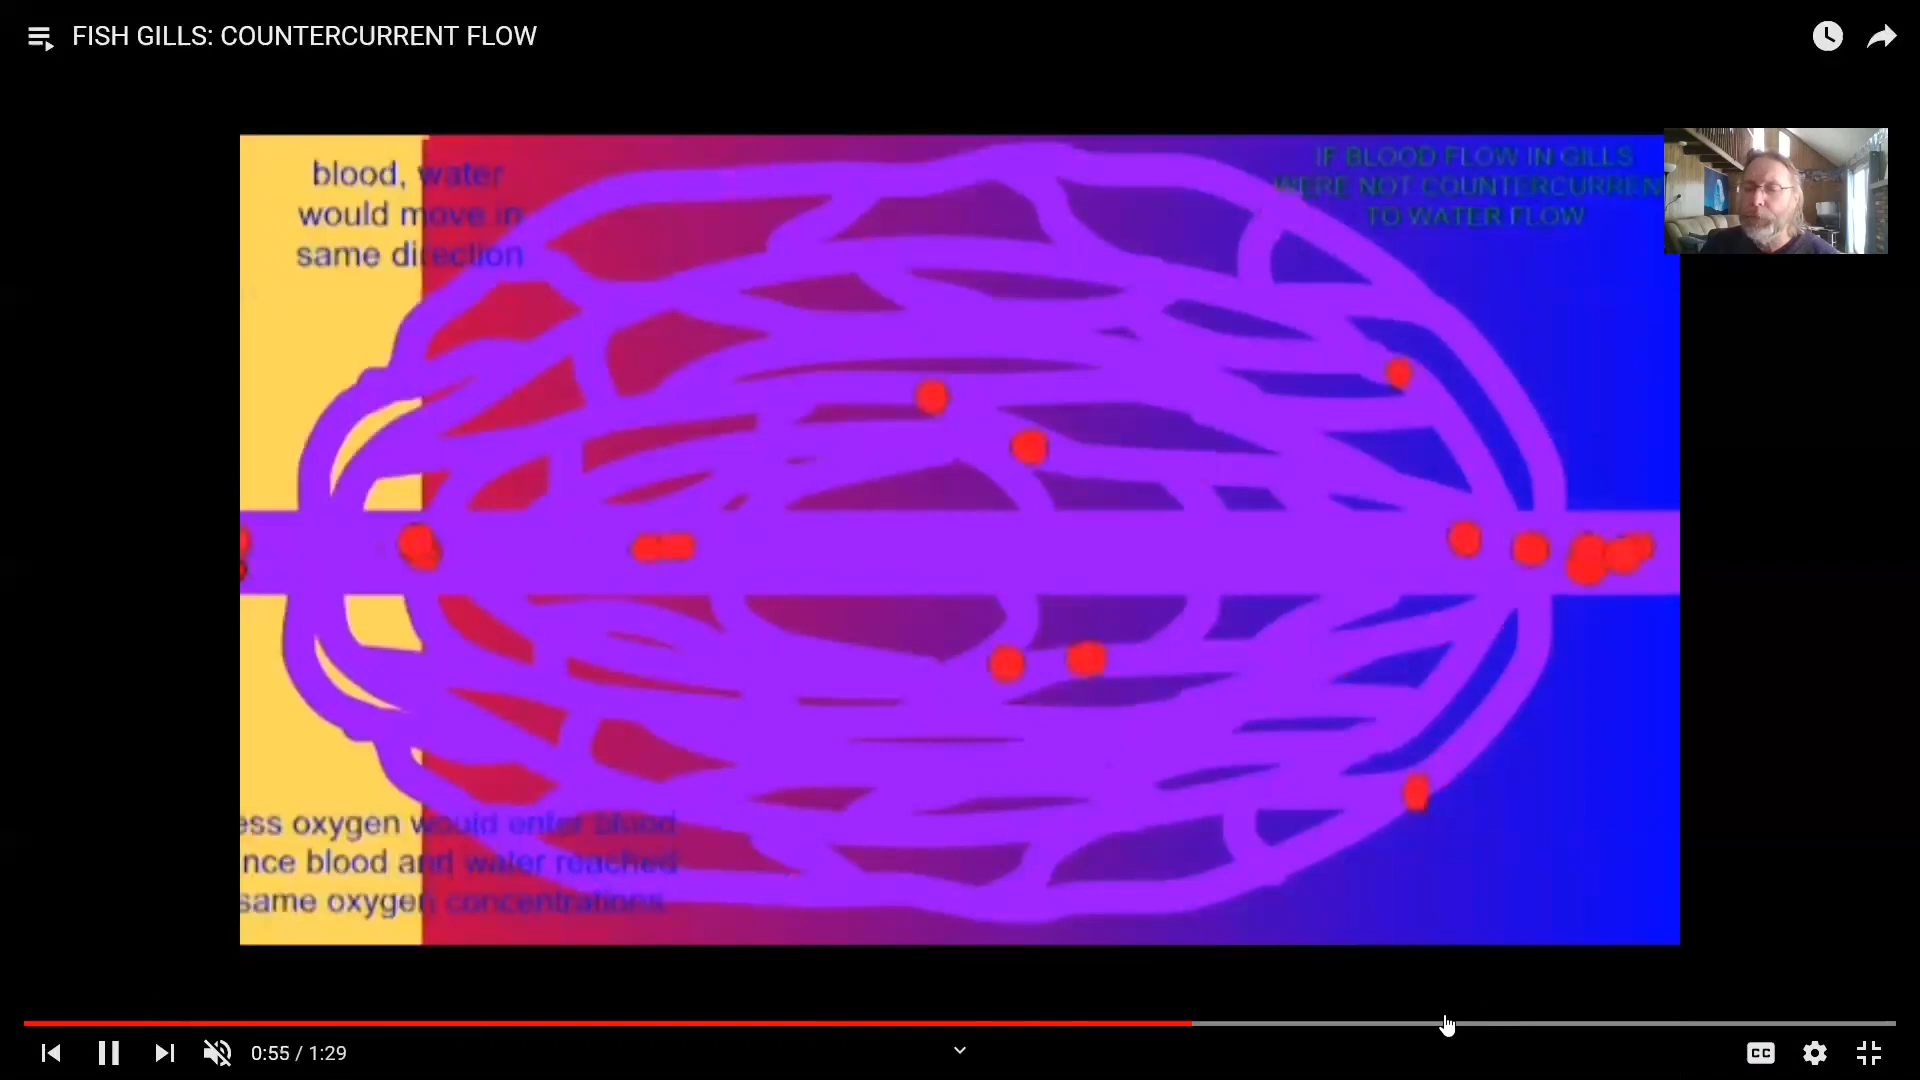 FISH GILLS: COUNTERCURRENT FLOW
blood, water
would move in
same direction
IF BLOOD FLOW IN GILLS
WERE NOT COUNTERCURREN
TO WATER FLOW
ess oxygen would enter blood
nce blood and water reached
same oxygen concentrations
0:55 / 1:29
CC